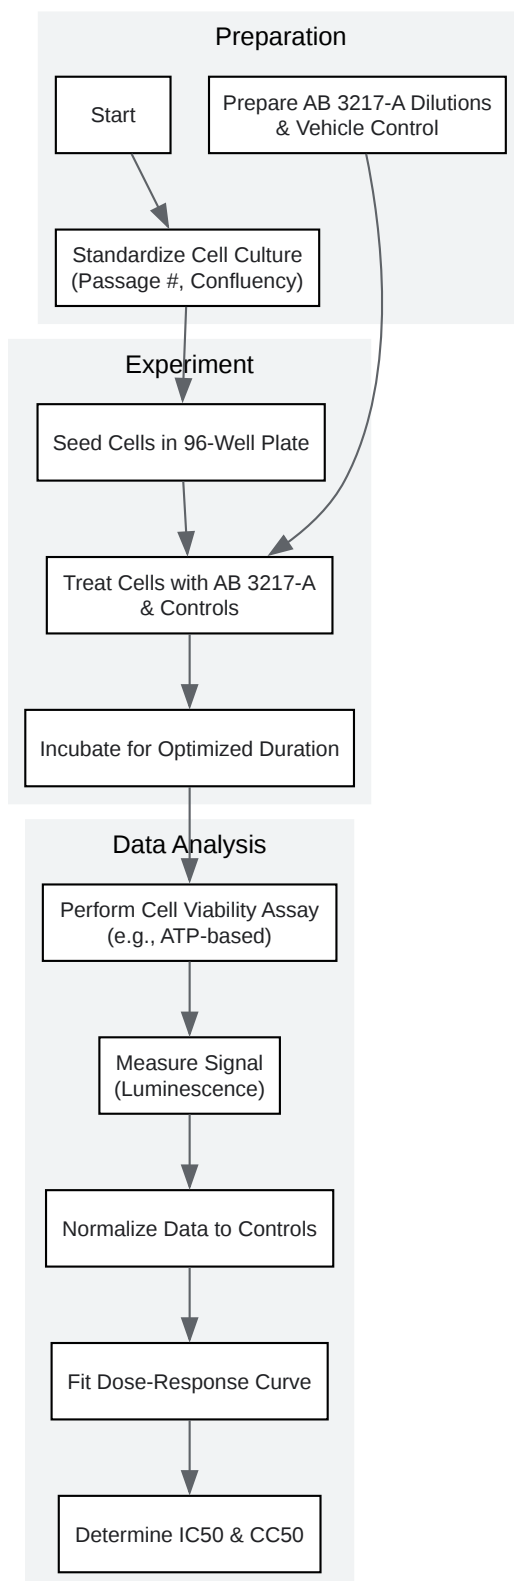 Preparation
Start
Prepare AB 3217-A Dilutions
& Vehicle Control
Standardize Cell Culture
(Passage #, Confluency)
Experiment
Seed Cells in 96-Well Plate
Treat Cells with AB 3217-A
& Controls
Incubate for Optimized Duration
Data Analysis
Perform Cell Viability Assay
(e.g., ATP-based)
Measure Signal
(Luminescence)
Normalize Data to Controls
Fit Dose-Response Curve
Determine IC50 & CC50